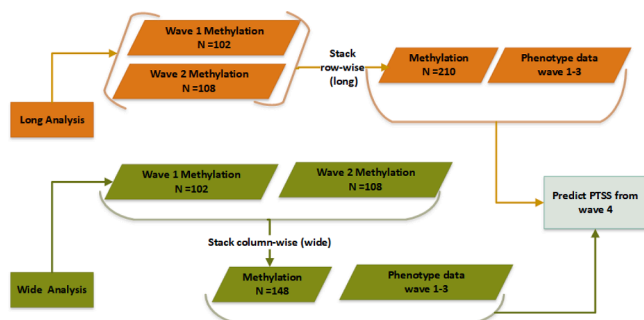 Wave 1 Methylation
N =102
Wave 2 Methylation
N =108
Stack
row-wise
(long)
Methylation
N =210
Phenotype data
wave 1-3
Long Analysis
Wave 1 Methylation
N =102
Wave 2 Methylation
N =108
Predict PTSS from
wave 4
Stack column-wise (wide)
Wide Analysis
Methylation
N =148
Phenotype data
wave 1-3